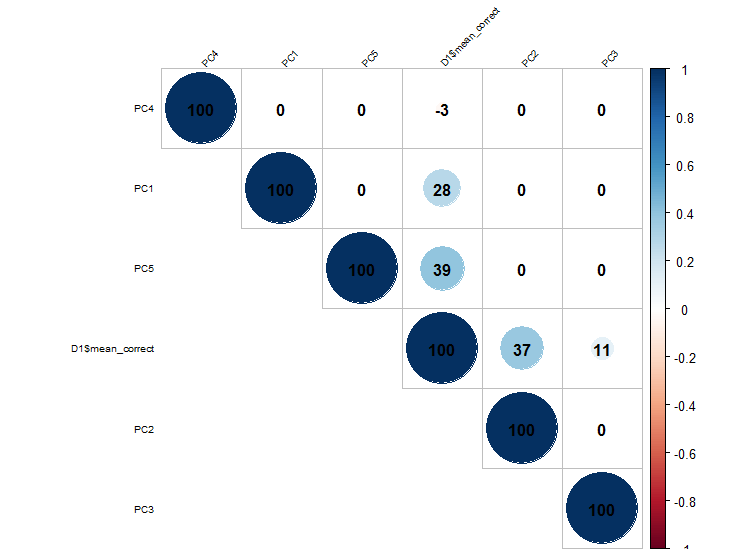 PC4 PC1 PC5 D1$mean_correct PC2 PC3
PC4 100 0 0 -3 0 0
PC1 100 0 28 0 0
PC5 100 39 0 0
D1$mean_correct 100 37 11
PC2 100 0
PC3 100
1
0.8
0.6
0.4
0.2
0
-0.2
-0.4
-0.6
-0.8
-1